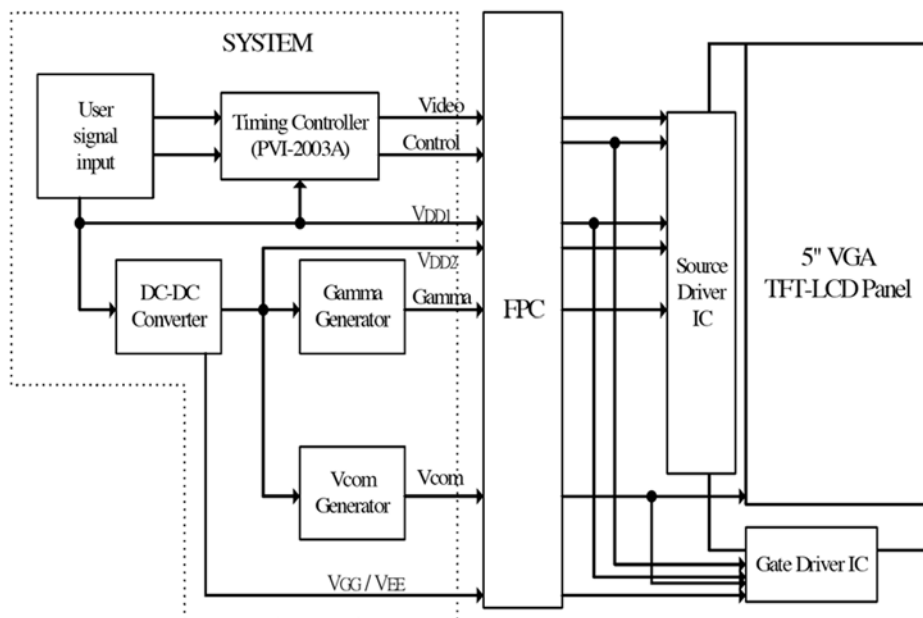 SYSTEM
User
signal
input
Timing Controller
(PVI-2003A)
Video
Control
VDD1
VDD2
DC-DC
Converter
Gamma
Generator
Gamma
Vcom
Generator
Vcom
VGG / VEE
FPC
Source
Driver
IC
5" VGA
TFT-LCD Panel
Gate Driver IC